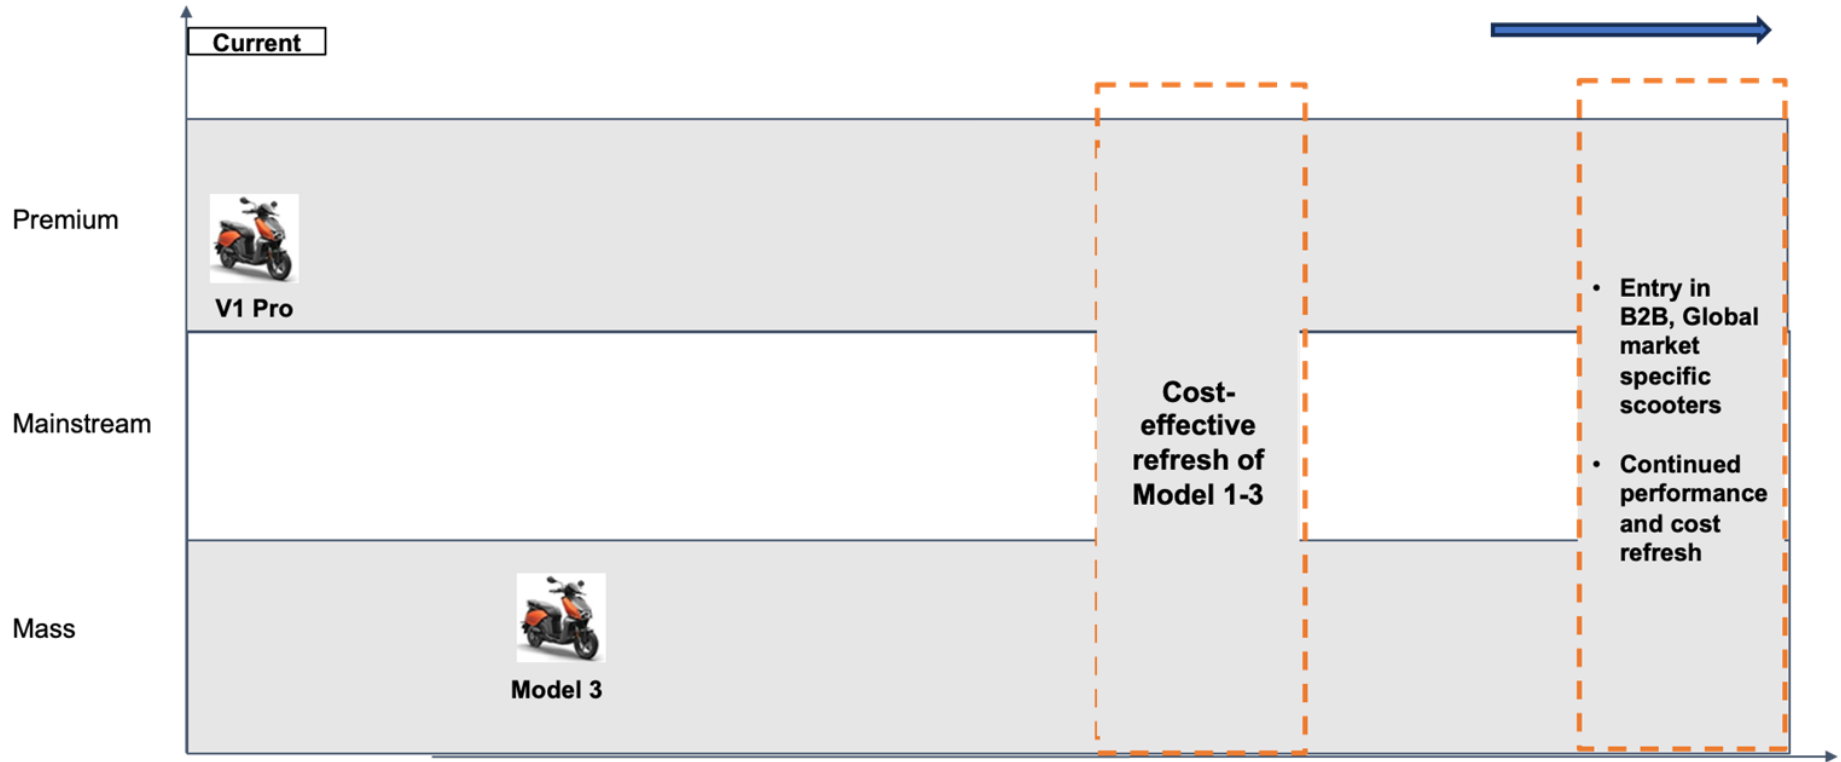 Current
Premium
V1 Pro
Mainstream
Cost-
effective
refresh of
Model 1-3
• Entry in
B2B, Global
market
specific
scooters
• Continued
performance
and cost
refresh
Mass
Model 3